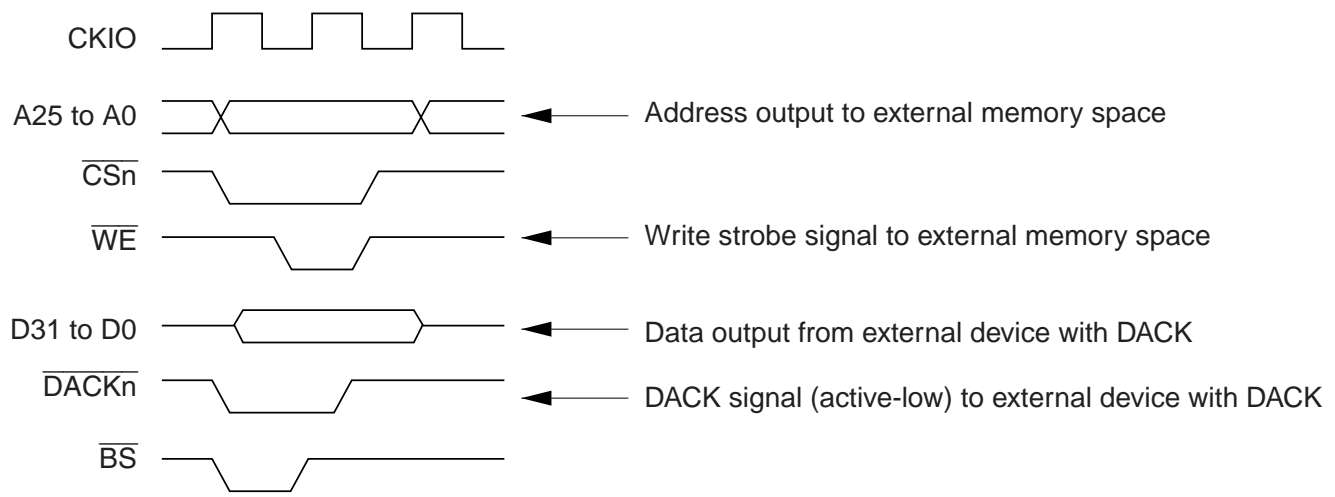 CKIO
A25 to A0 Address output to external memory space
CSn
WE Write strobe signal to external memory space
D31 to D0 Data output from external device with DACK
DACKn DACK signal (active-low) to external device with DACK
BS